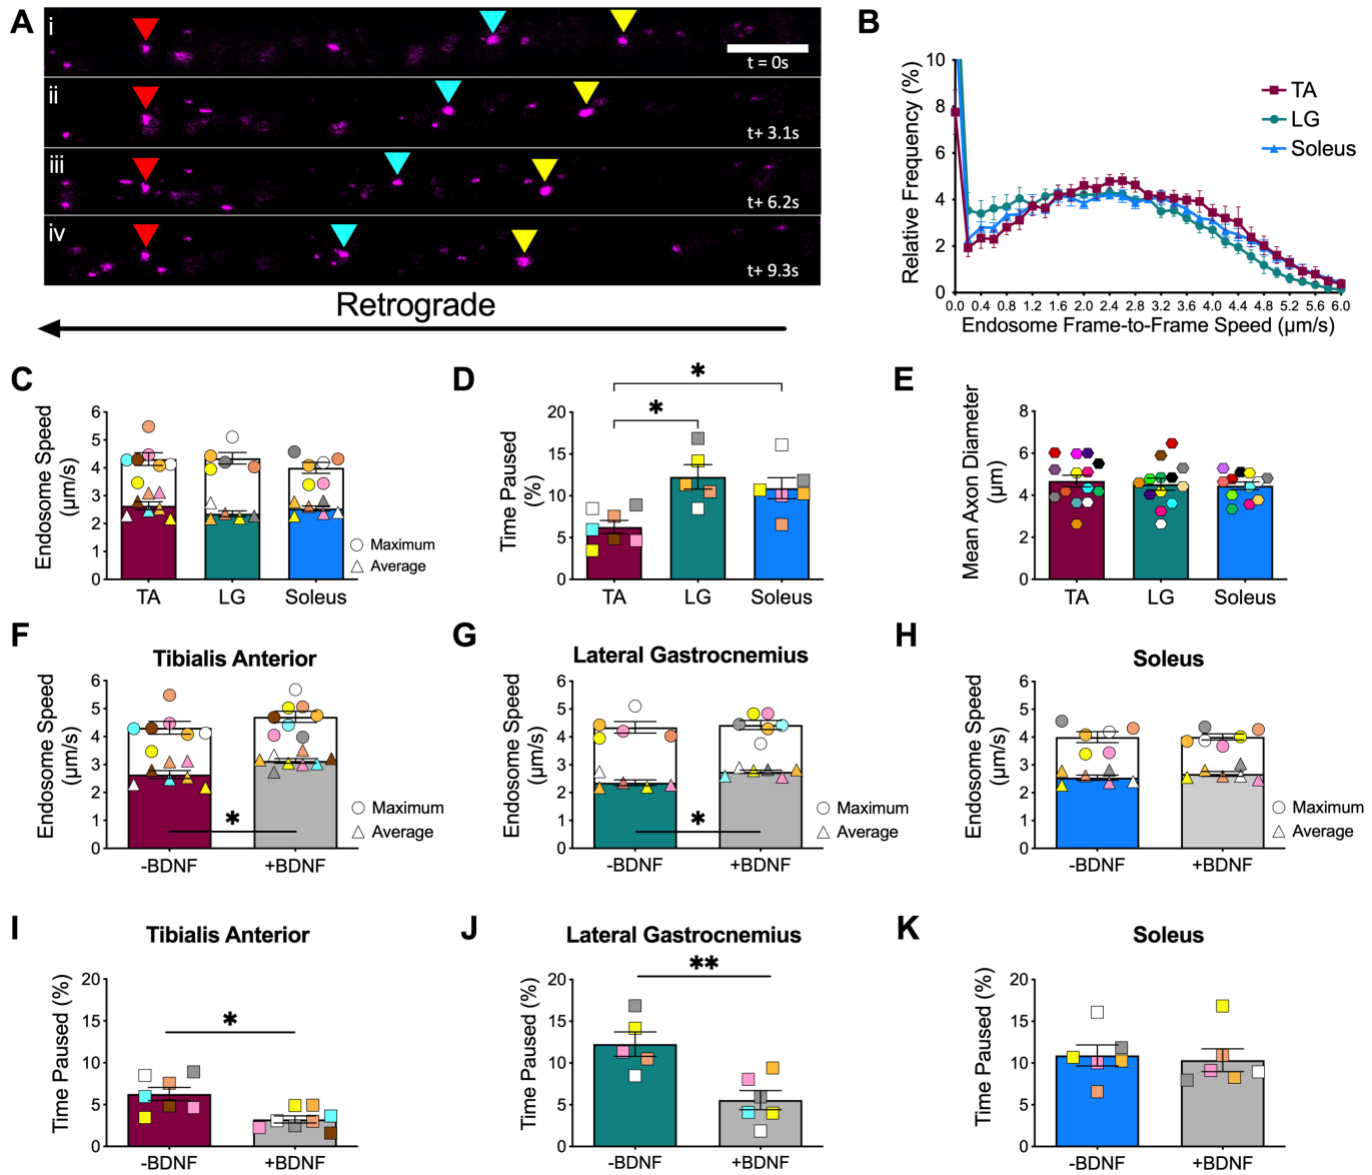 A
i
t = 0s
ii
t+ 3.1s
iii
t+ 6.2s
iv
t+ 9.3s
Retrograde
B
Relative Frequency (%)
10
8
6
4
2
0
0.0 0.4 0.8 1.2 1.6 2.0 2.4 2.8 3.2 3.6 4.0 4.4 4.8 5.2 5.6 6.0
Endosome Frame-to-Frame Speed (µm/s)
TA
LG
Soleus
C
Endosome Speed
(µm/s)
6
5
4
3
2
1
0
TA LG Soleus
Maximum
Average
D
Time Paused
(%)
20
15
10
5
0
*
*
TA LG Soleus
E
Mean Axon Diameter
(µm)
8
6
4
2
0
TA LG Soleus
F
Tibialis Anterior
Endosome Speed
(µm/s)
6
5
4
3
2
1
0
*
-BDNF +BDNF
Maximum
Average
G
Lateral Gastrocnemius
Endosome Speed
(µm/s)
6
5
4
3
2
1
0
*
-BDNF +BDNF
H
Soleus
Endosome Speed
(µm/s)
6
5
4
3
2
1
0
-BDNF +BDNF
Maximum
Average
I
Tibialis Anterior
Time Paused (%)
20
15
10
5
0
*
-BDNF +BDNF
J
Lateral Gastrocnemius
Time Paused (%)
20
15
10
5
0
**
-BDNF +BDNF
K
Soleus
Time Paused (%)
20
15
10
5
0
-BDNF +BDNF